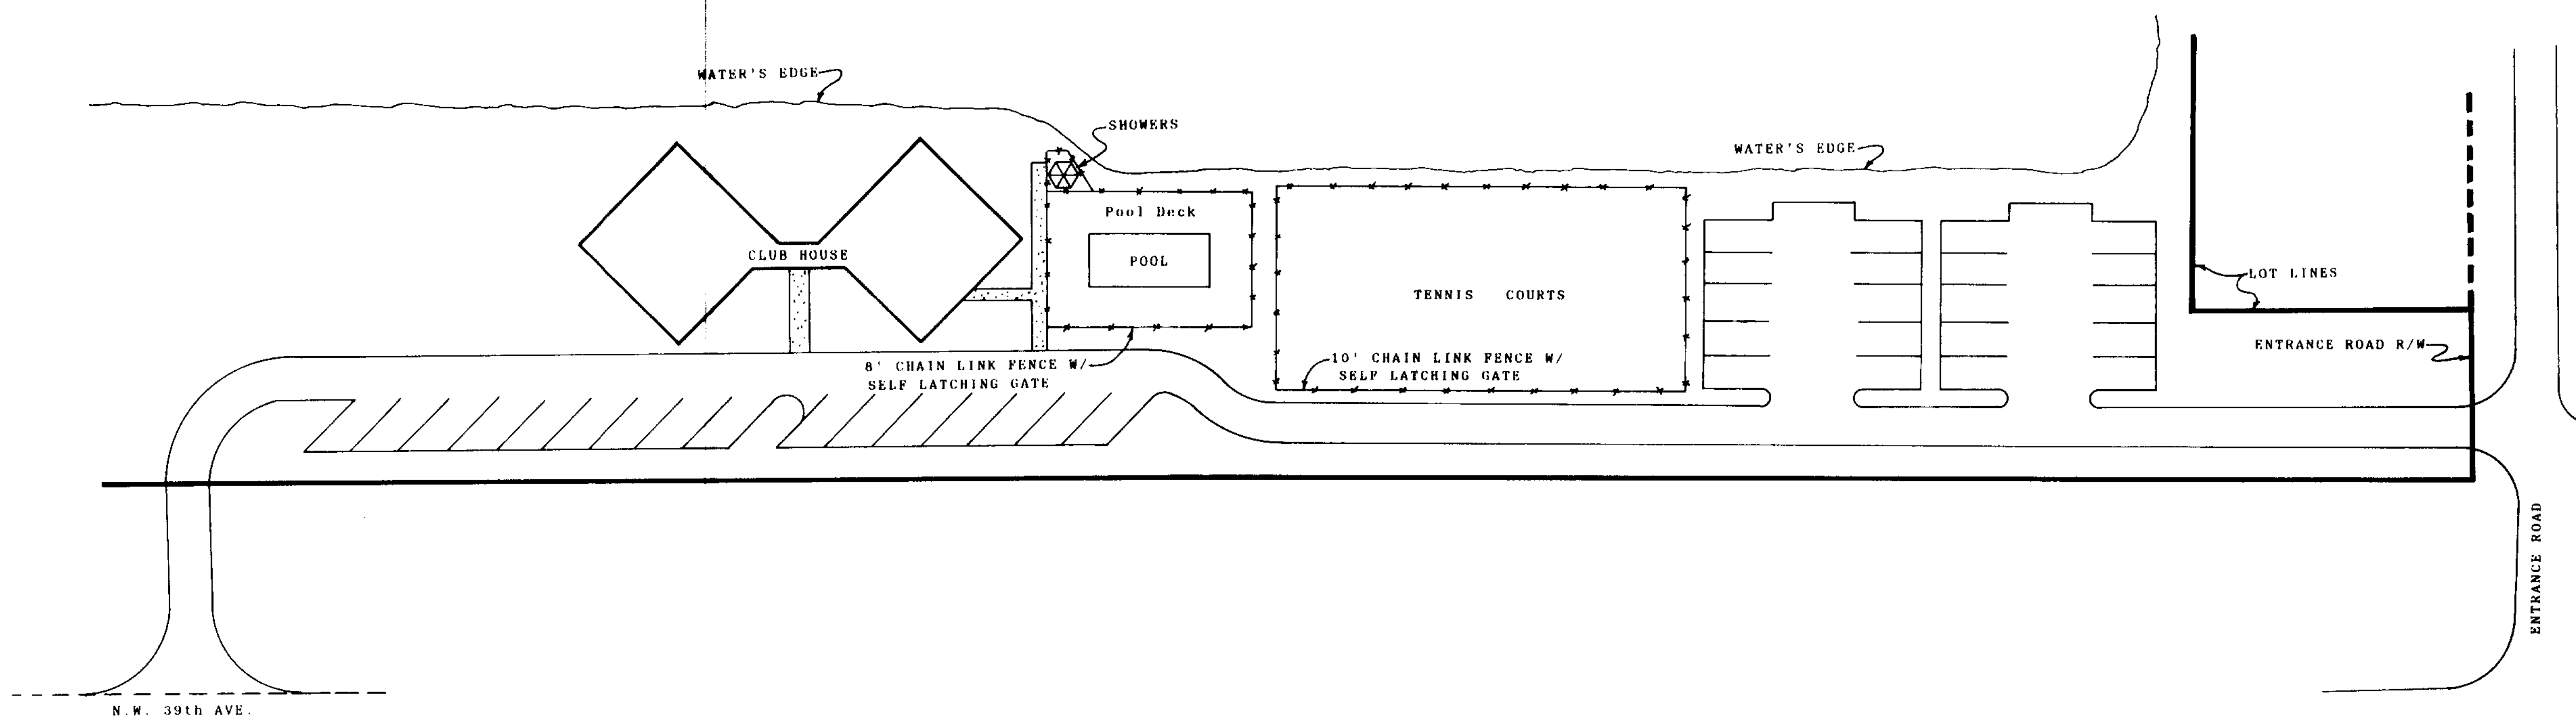 WATER'S EDGE
SHOWERS
WATER'S EDGE
Pool Deck
CLUB HOUSE
POOL
TENNIS COURTS
LOT LINES
ENTRANCE ROAD R/W
8' CHAIN LINK FENCE W/
SELF LATCHING GATE
10' CHAIN LINK FENCE W/
SELF LATCHING GATE
ENTRANCE ROAD
N.W. 39th AVE.